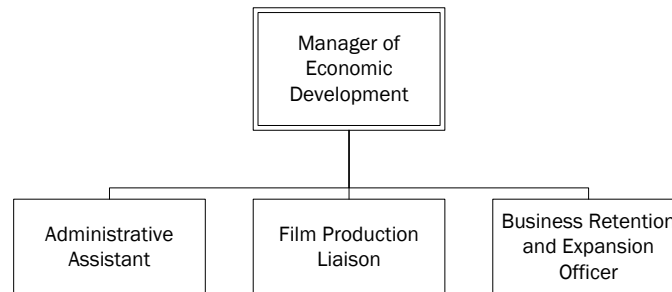 Manager of
Economic
Development
Administrative
Assistant
Film Production
Liaison
Business Retention
and Expansion
Officer